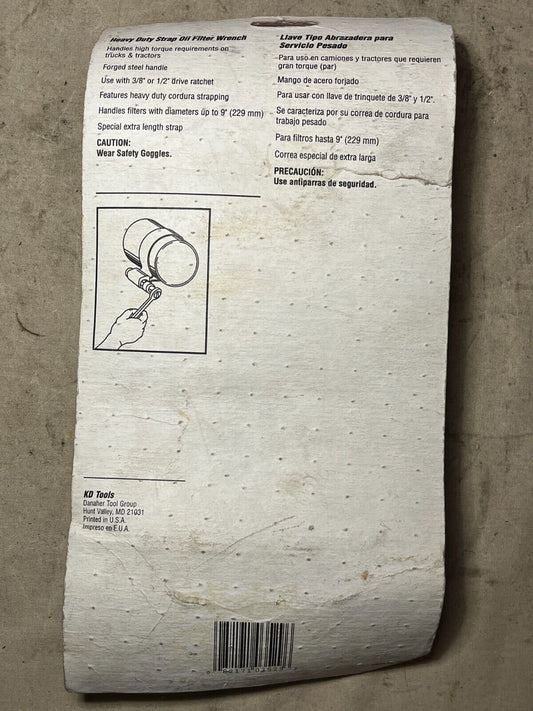 Heavy Duty Strap Oil Filter Wrench
Handles high torque requirements on
trucks & tractors
Forged steel handle
Use with 3/8" or 1/2" drive ratchet
Features heavy duty cordura strapping
Handles filters with diameters up to 9" (229 mm)
Special extra length strap
CAUTION:
Wear Safety Goggles.
Llave Tipo Abrazadera para
Servicio Pesado
Para uso en camiones y tractores que requieren
gran torque (par)
Mango de acero forjado
Para usar con llave de trinquete de 3/8" y 1/2".
Se caracteriza por su correa de cordura para
trabajo pesado
Para filtros hasta 9" (229 mm)
Correa especial de extra larga
PRECAUCIÓN:
Use antiparras de seguridad.
KD Tools
Danaher Tool Group
Hunt Valley, MD 21031
Printed in U.S.A.
Impreso en E.U.A.